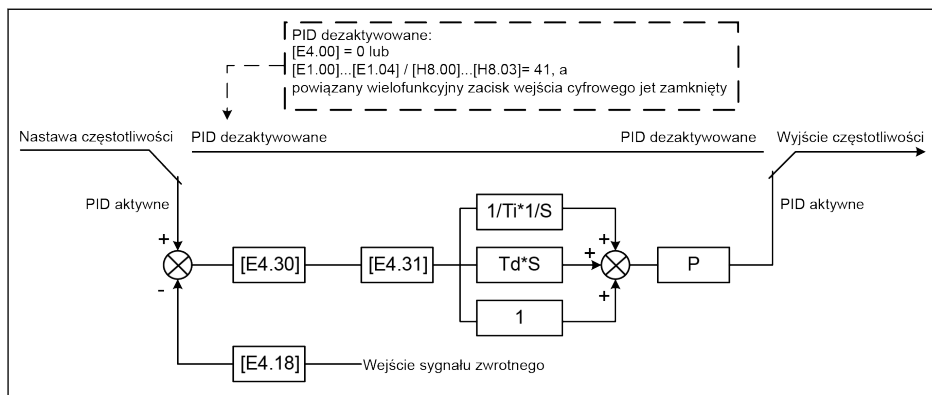 PID dezaktywowane:
[E4.00] = 0 lub
[E1.00]...[E1.04] / [H8.00]...[H8.03]= 41, a
powiązany wielofunkcyjny zacisk wejścia cyfrowego jet zamknięty
Nastawa częstotliwości
PID dezaktywowane
PID dezaktywowane
Wyjście częstotliwości
PID aktywne
PID aktywne
1/Ti*1/S
+
+
[E4.30]
[E4.31]
Td*S
+
P
-
+
1
[E4.18]
Wejście sygnału zwrotnego